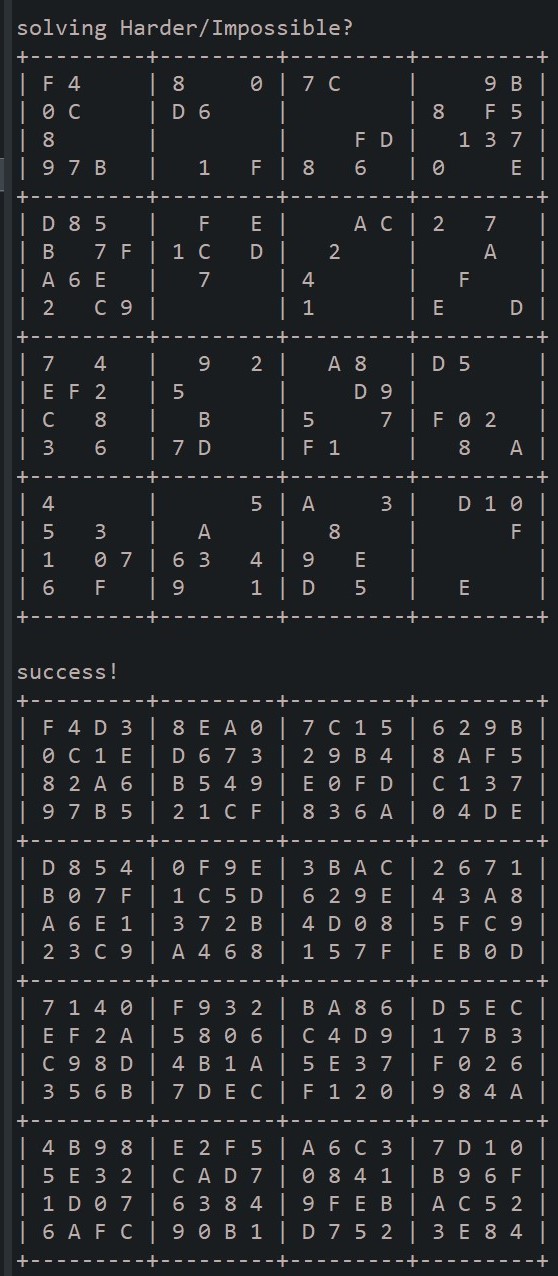 solving Harder/Impossible?
+---------+---------+---------+---------+
| F 4     | 8     0 | 7 C     |     9 B |
| 0 C     | D 6     |         | 8   F 5 |
| 8       |         |     F D |   1 3 7 |
| 9 7 B   |   1   F | 8   6   | 0     E |
+---------+---------+---------+---------+
| D 8 5   |   F   E |     A C | 2   7   |
| B   7 F | 1 C   D |   2     |     A   |
| A 6 E   |   7     | 4       |   F     |
| 2   C 9 |         | 1       | E     D |
+---------+---------+---------+---------+
| 7   4   |   9   2 |   A 8   | D 5     |
| E F 2   | 5       |     D 9 |         |
| C   8   |   B     | 5     7 | F 0 2   |
| 3   6   | 7 D     | F 1     |   8   A |
+---------+---------+---------+---------+
| 4       |       5 | A     3 |   D 1 0 |
| 5   3   |   A     |   8     |       F |
| 1   0 7 | 6 3   4 | 9   E   |         |
| 6   F   | 9     1 | D   5   |   E     |
+---------+---------+---------+---------+

success!
+---------+---------+---------+---------+
| F 4 D 3 | 8 E A 0 | 7 C 1 5 | 6 2 9 B |
| 0 C 1 E | D 6 7 3 | 2 9 B 4 | 8 A F 5 |
| 8 2 A 6 | B 5 4 9 | E 0 F D | C 1 3 7 |
| 9 7 B 5 | 2 1 C F | 8 3 6 A | 0 4 D E |
+---------+---------+---------+---------+
| D 8 5 4 | 0 F 9 E | 3 B A C | 2 6 7 1 |
| B 0 7 F | 1 C 5 D | 6 2 9 E | 4 3 A 8 |
| A 6 E 1 | 3 7 2 B | 4 D 0 8 | 5 F C 9 |
| 2 3 C 9 | A 4 6 8 | 1 5 7 F | E B 0 D |
+---------+---------+---------+---------+
| 7 1 4 0 | F 9 3 2 | B A 8 6 | D 5 E C |
| E F 2 A | 5 8 0 6 | C 4 D 9 | 1 7 B 3 |
| C 9 8 D | 4 B 1 A | 5 E 3 7 | F 0 2 6 |
| 3 5 6 B | 7 D E C | F 1 2 0 | 9 8 4 A |
+---------+---------+---------+---------+
| 4 B 9 8 | E 2 F 5 | A 6 C 3 | 7 D 1 0 |
| 5 E 3 2 | C A D 7 | 0 8 4 1 | B 9 6 F |
| 1 D 0 7 | 6 3 8 4 | 9 F E B | A C 5 2 |
| 6 A F C | 9 0 B 1 | D 7 5 2 | 3 E 8 4 |
+---------+---------+---------+---------+